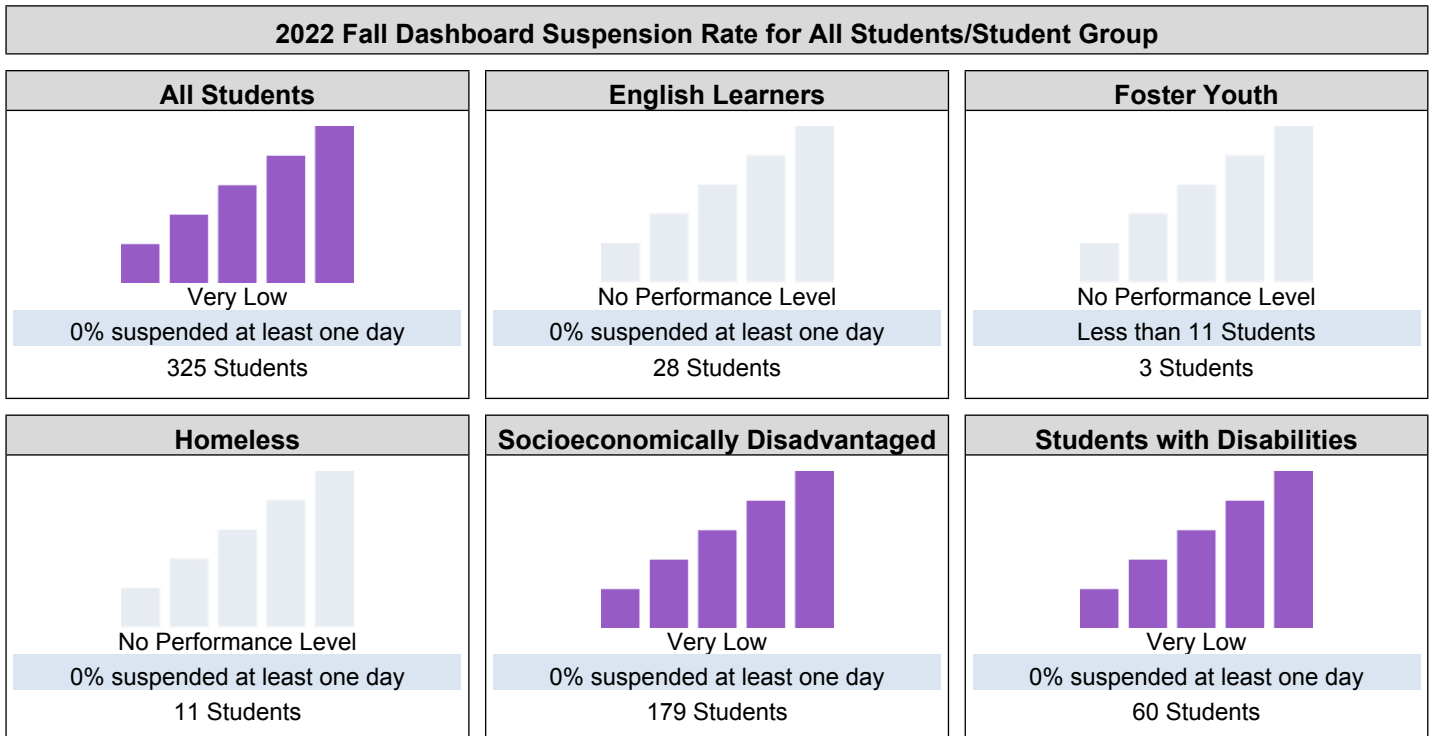 2022 Fall Dashboard Suspension Rate for All Students/Student Group
All Students
Very Low
0% suspended at least one day
325 Students
English Learners
No Performance Level
0% suspended at least one day
28 Students
Foster Youth
No Performance Level
Less than 11 Students
3 Students
Homeless
No Performance Level
0% suspended at least one day
11 Students
Socioeconomically Disadvantaged
Very Low
0% suspended at least one day
179 Students
Students with Disabilities
Very Low
0% suspended at least one day
60 Students